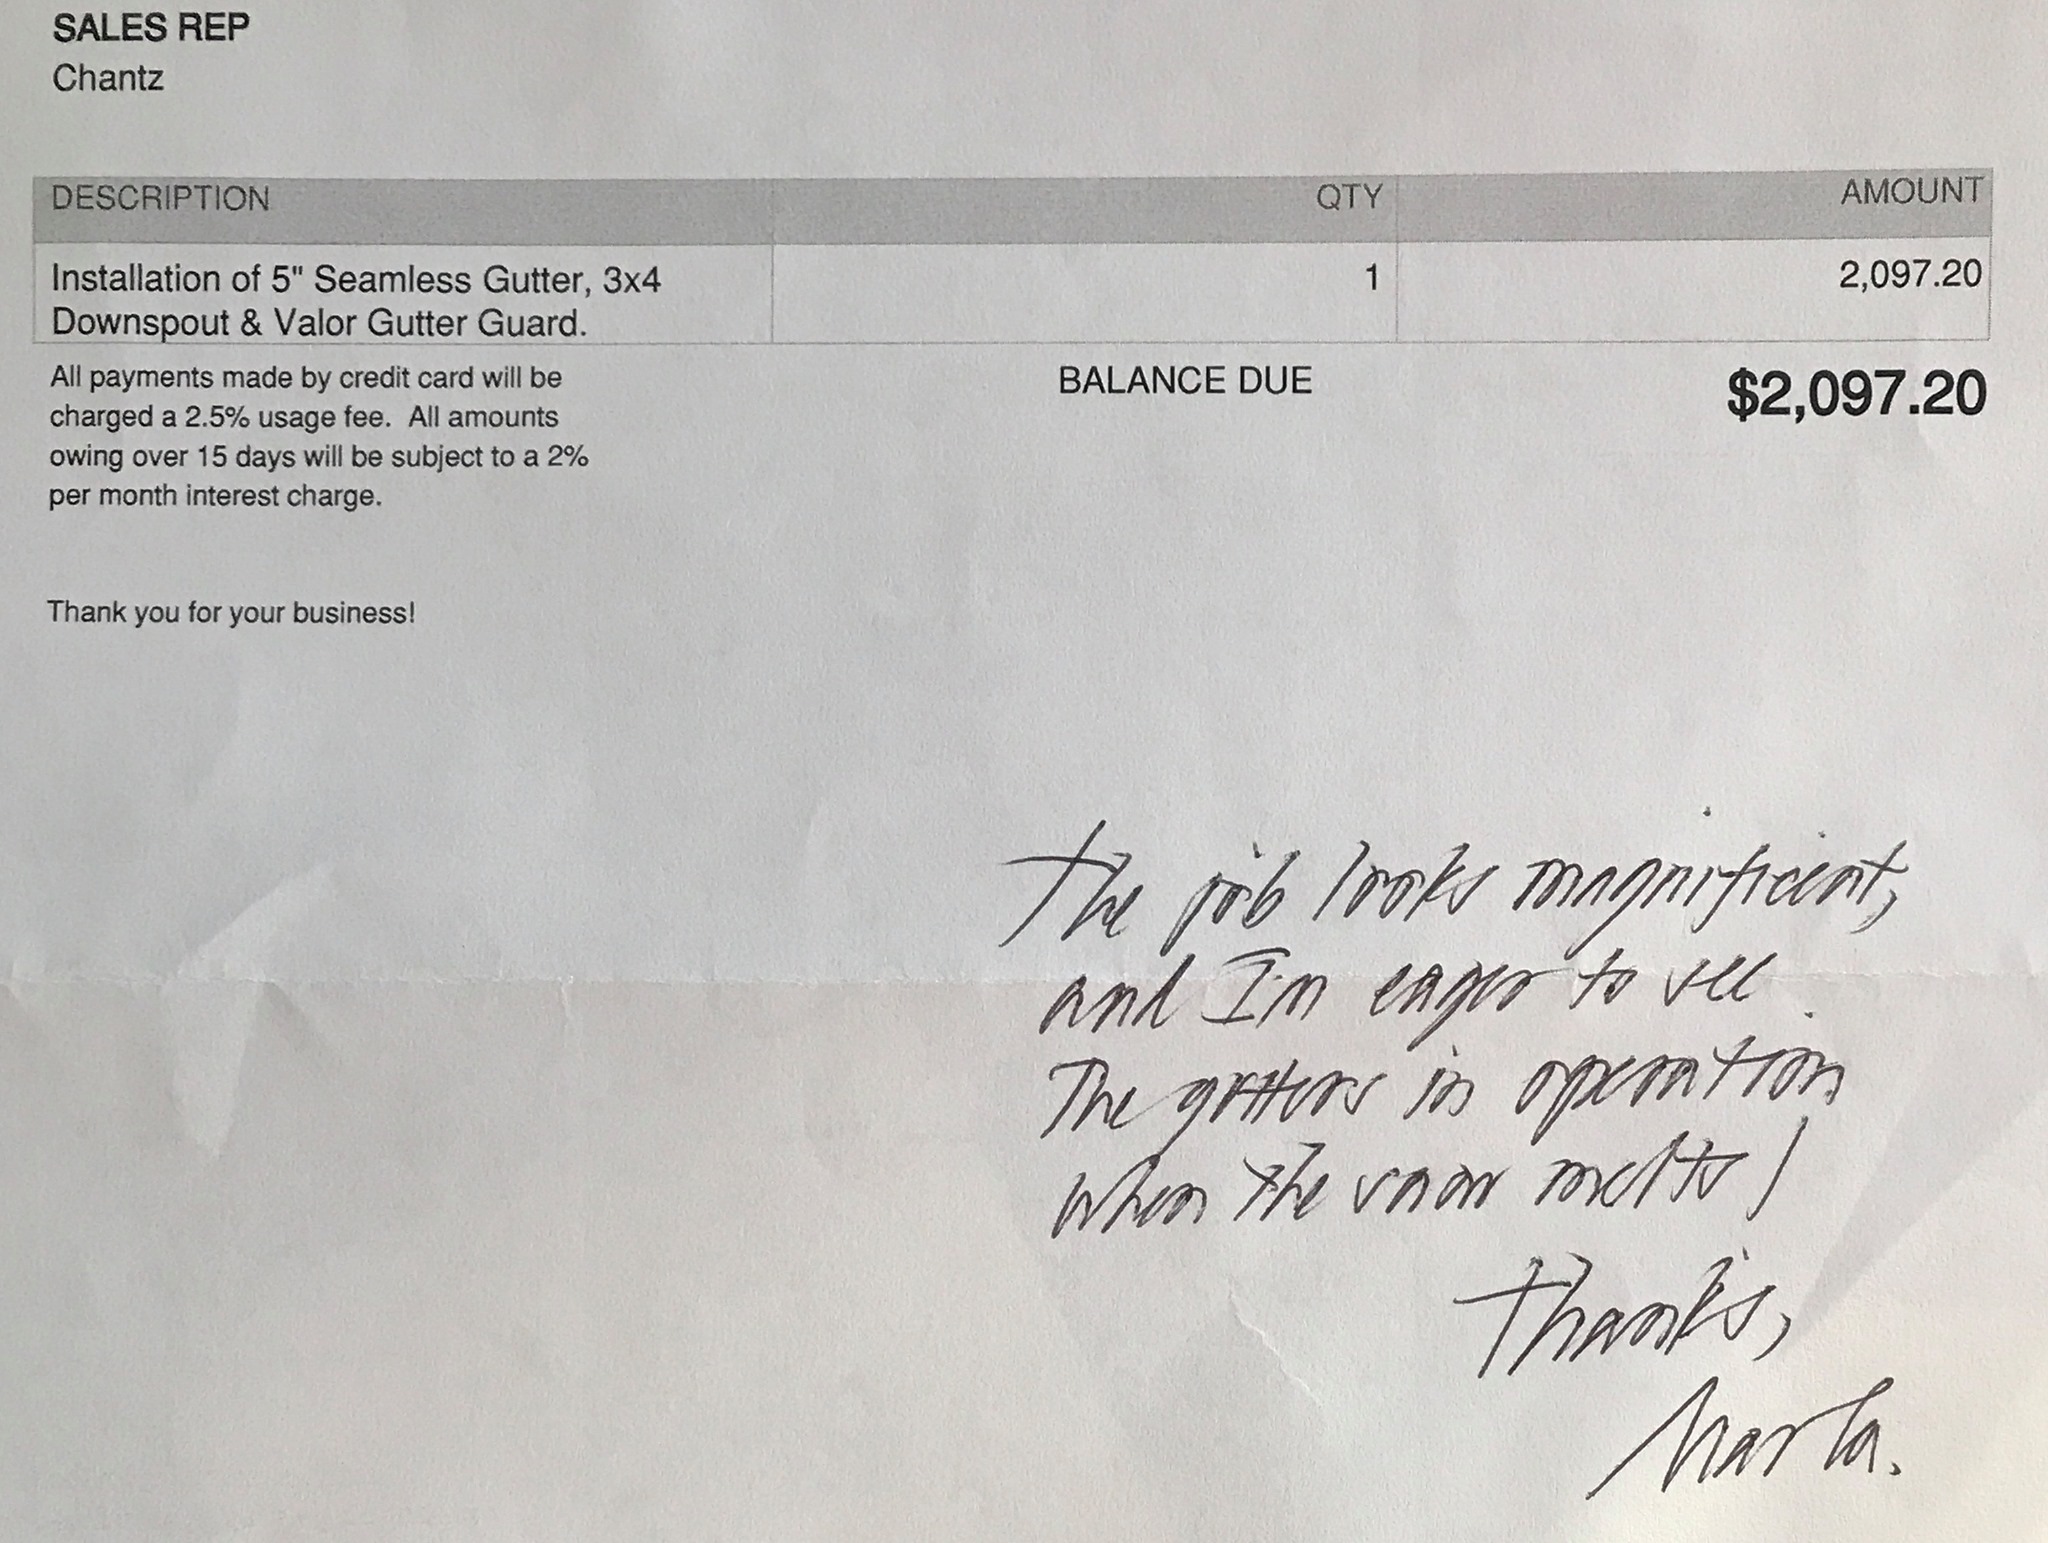 SALES REP
Chantz
DESCRIPTION QTY AMOUNT
Installation of 5" Seamless Gutter, 3x4 1 2,097.20
Downspout & Valor Gutter Guard.
All payments made by credit card will be BALANCE DUE $2,097.20
charged a 2.5% usage fee. All amounts
owing over 15 days will be subject to a 2%
per month interest charge.
Thank you for your business!
The job looks magnificent,
and I'm eager to see
The gutters in operation
when the snow melts!
Thanks,
Marla.